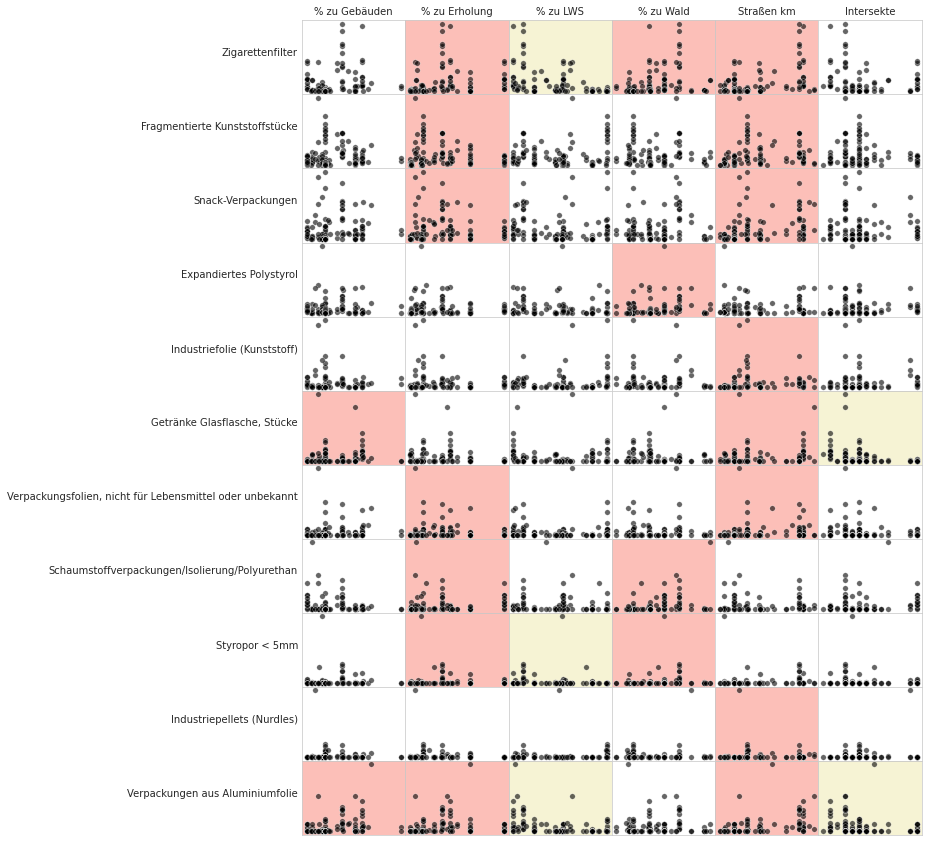 % zu Gebäuden % zu Erholung % zu LWS % zu Wald Straßen km Intersekte
Zigarettenfilter
Fragmentierte Kunststoffstücke
Snack-Verpackungen
Expandiertes Polystyrol
Industriefolie (Kunststoff)
Getränke Glasflasche, Stücke
Verpackungsfolien, nicht für Lebensmittel oder unbekannt
Schaumstoffverpackungen/Isolierung/Polyurethan
Styropor < 5mm
Industriepellets (Nurdles)
Verpackungen aus Aluminiumfolie